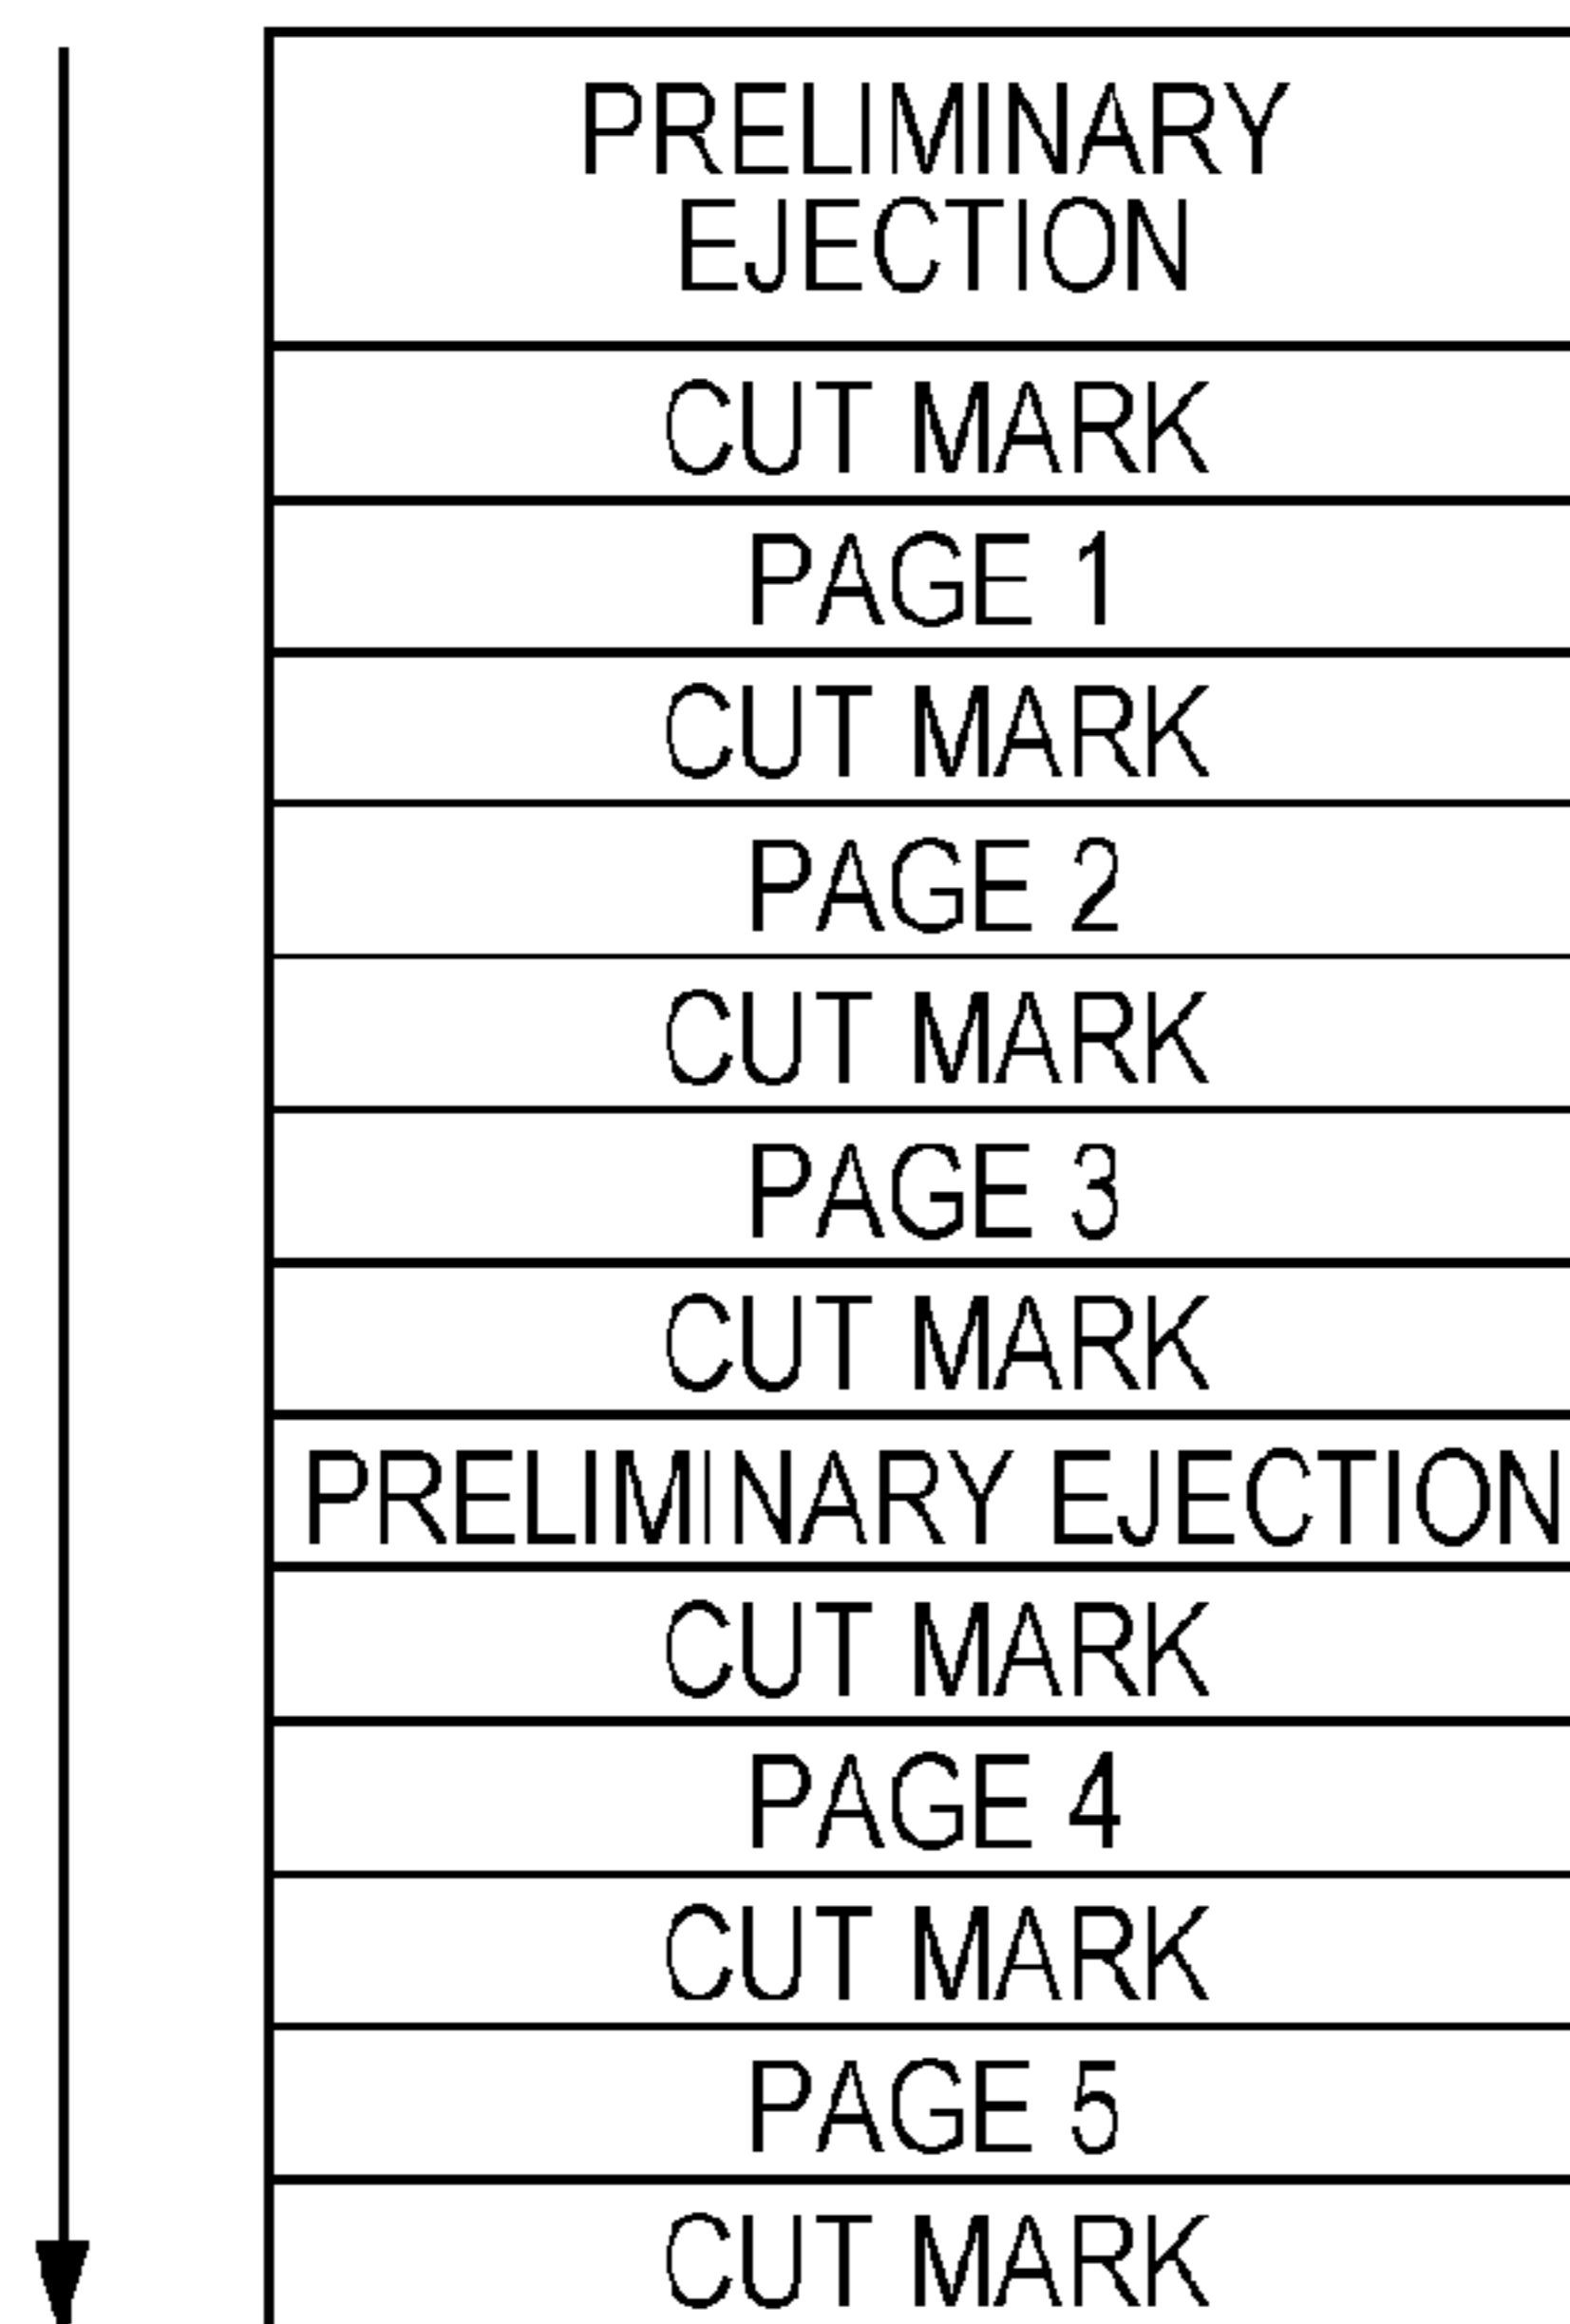 PRELIMINARY
EJECTION
CUT MARK
PAGE 1
CUT MARK
PAGE 2
CUT MARK
PAGE 3
CUT MARK
PRELIMINARY EJECTION
CUT MARK
PAGE 4
CUT MARK
PAGE 5
CUT MARK